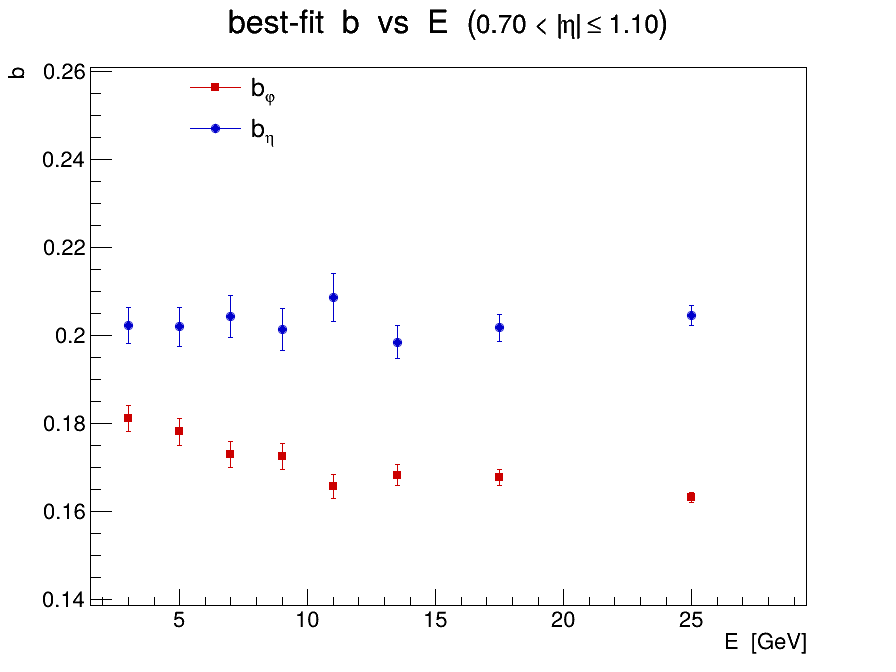 best-fit b vs E (0.70 < |η| ≤ 1.10)
b
0.26
b_φ
b_η
0.24
0.22
0.2
0.18
0.16
0.14
5 10 15 20 25
E [GeV]